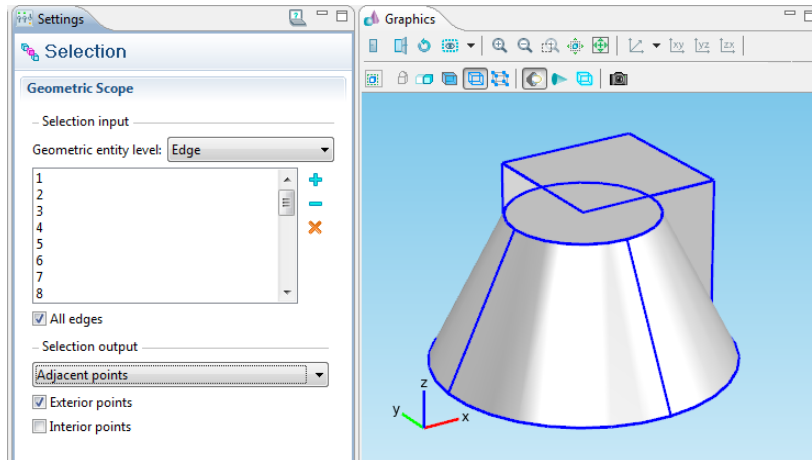 Settings
Selection
Geometric Scope
Selection input
Geometric entity level: Edge
1
2
3
4
5
6
7
8
All edges
Selection output
Adjacent points
Exterior points
Interior points
Graphics
xy yz zx
z
y
x